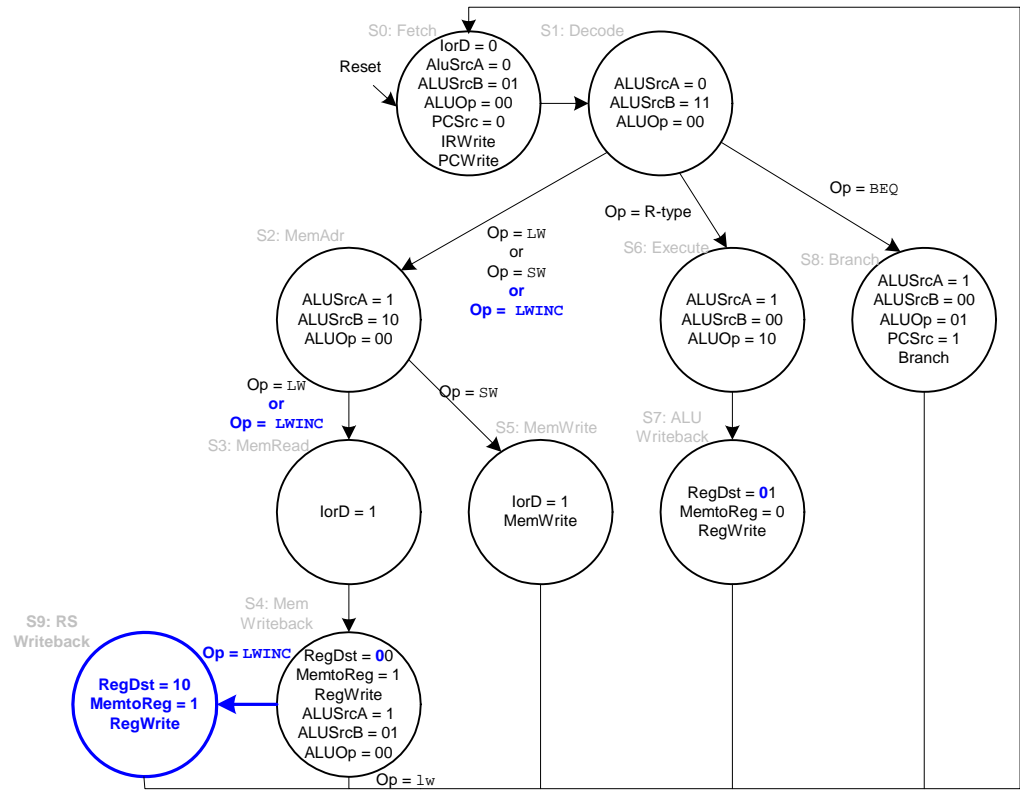 S0: Fetch
IorD = 0
AluSrcA = 0
ALUSrcB = 01
ALUOp = 00
PCSrc = 0
IRWrite
PCWrite
Reset
S1: Decode
ALUSrcA = 0
ALUSrcB = 11
ALUOp = 00
Op = BEQ
Op = R-type
Op = LW
or
Op = SW
or
Op = LWINC
S2: MemAdr
ALUSrcA = 1
ALUSrcB = 10
ALUOp = 00
S6: Execute
ALUSrcA = 1
ALUSrcB = 00
ALUOp = 10
S8: Branch
ALUSrcA = 1
ALUSrcB = 00
ALUOp = 01
PCSrc = 1
Branch
Op = LW
or
Op = LWINC
Op = SW
S3: MemRead
IorD = 1
S5: MemWrite
IorD = 1
MemWrite
S7: ALU
Writeback
RegDst = 01
MemtoReg = 0
RegWrite
S4: Mem
Writeback
RegDst = 00
MemtoReg = 1
RegWrite
ALUSrcA = 1
ALUSrcB = 01
ALUOp = 00
Op = LWINC
S9: RS
Writeback
RegDst = 10
MemtoReg = 1
RegWrite
Op = lw